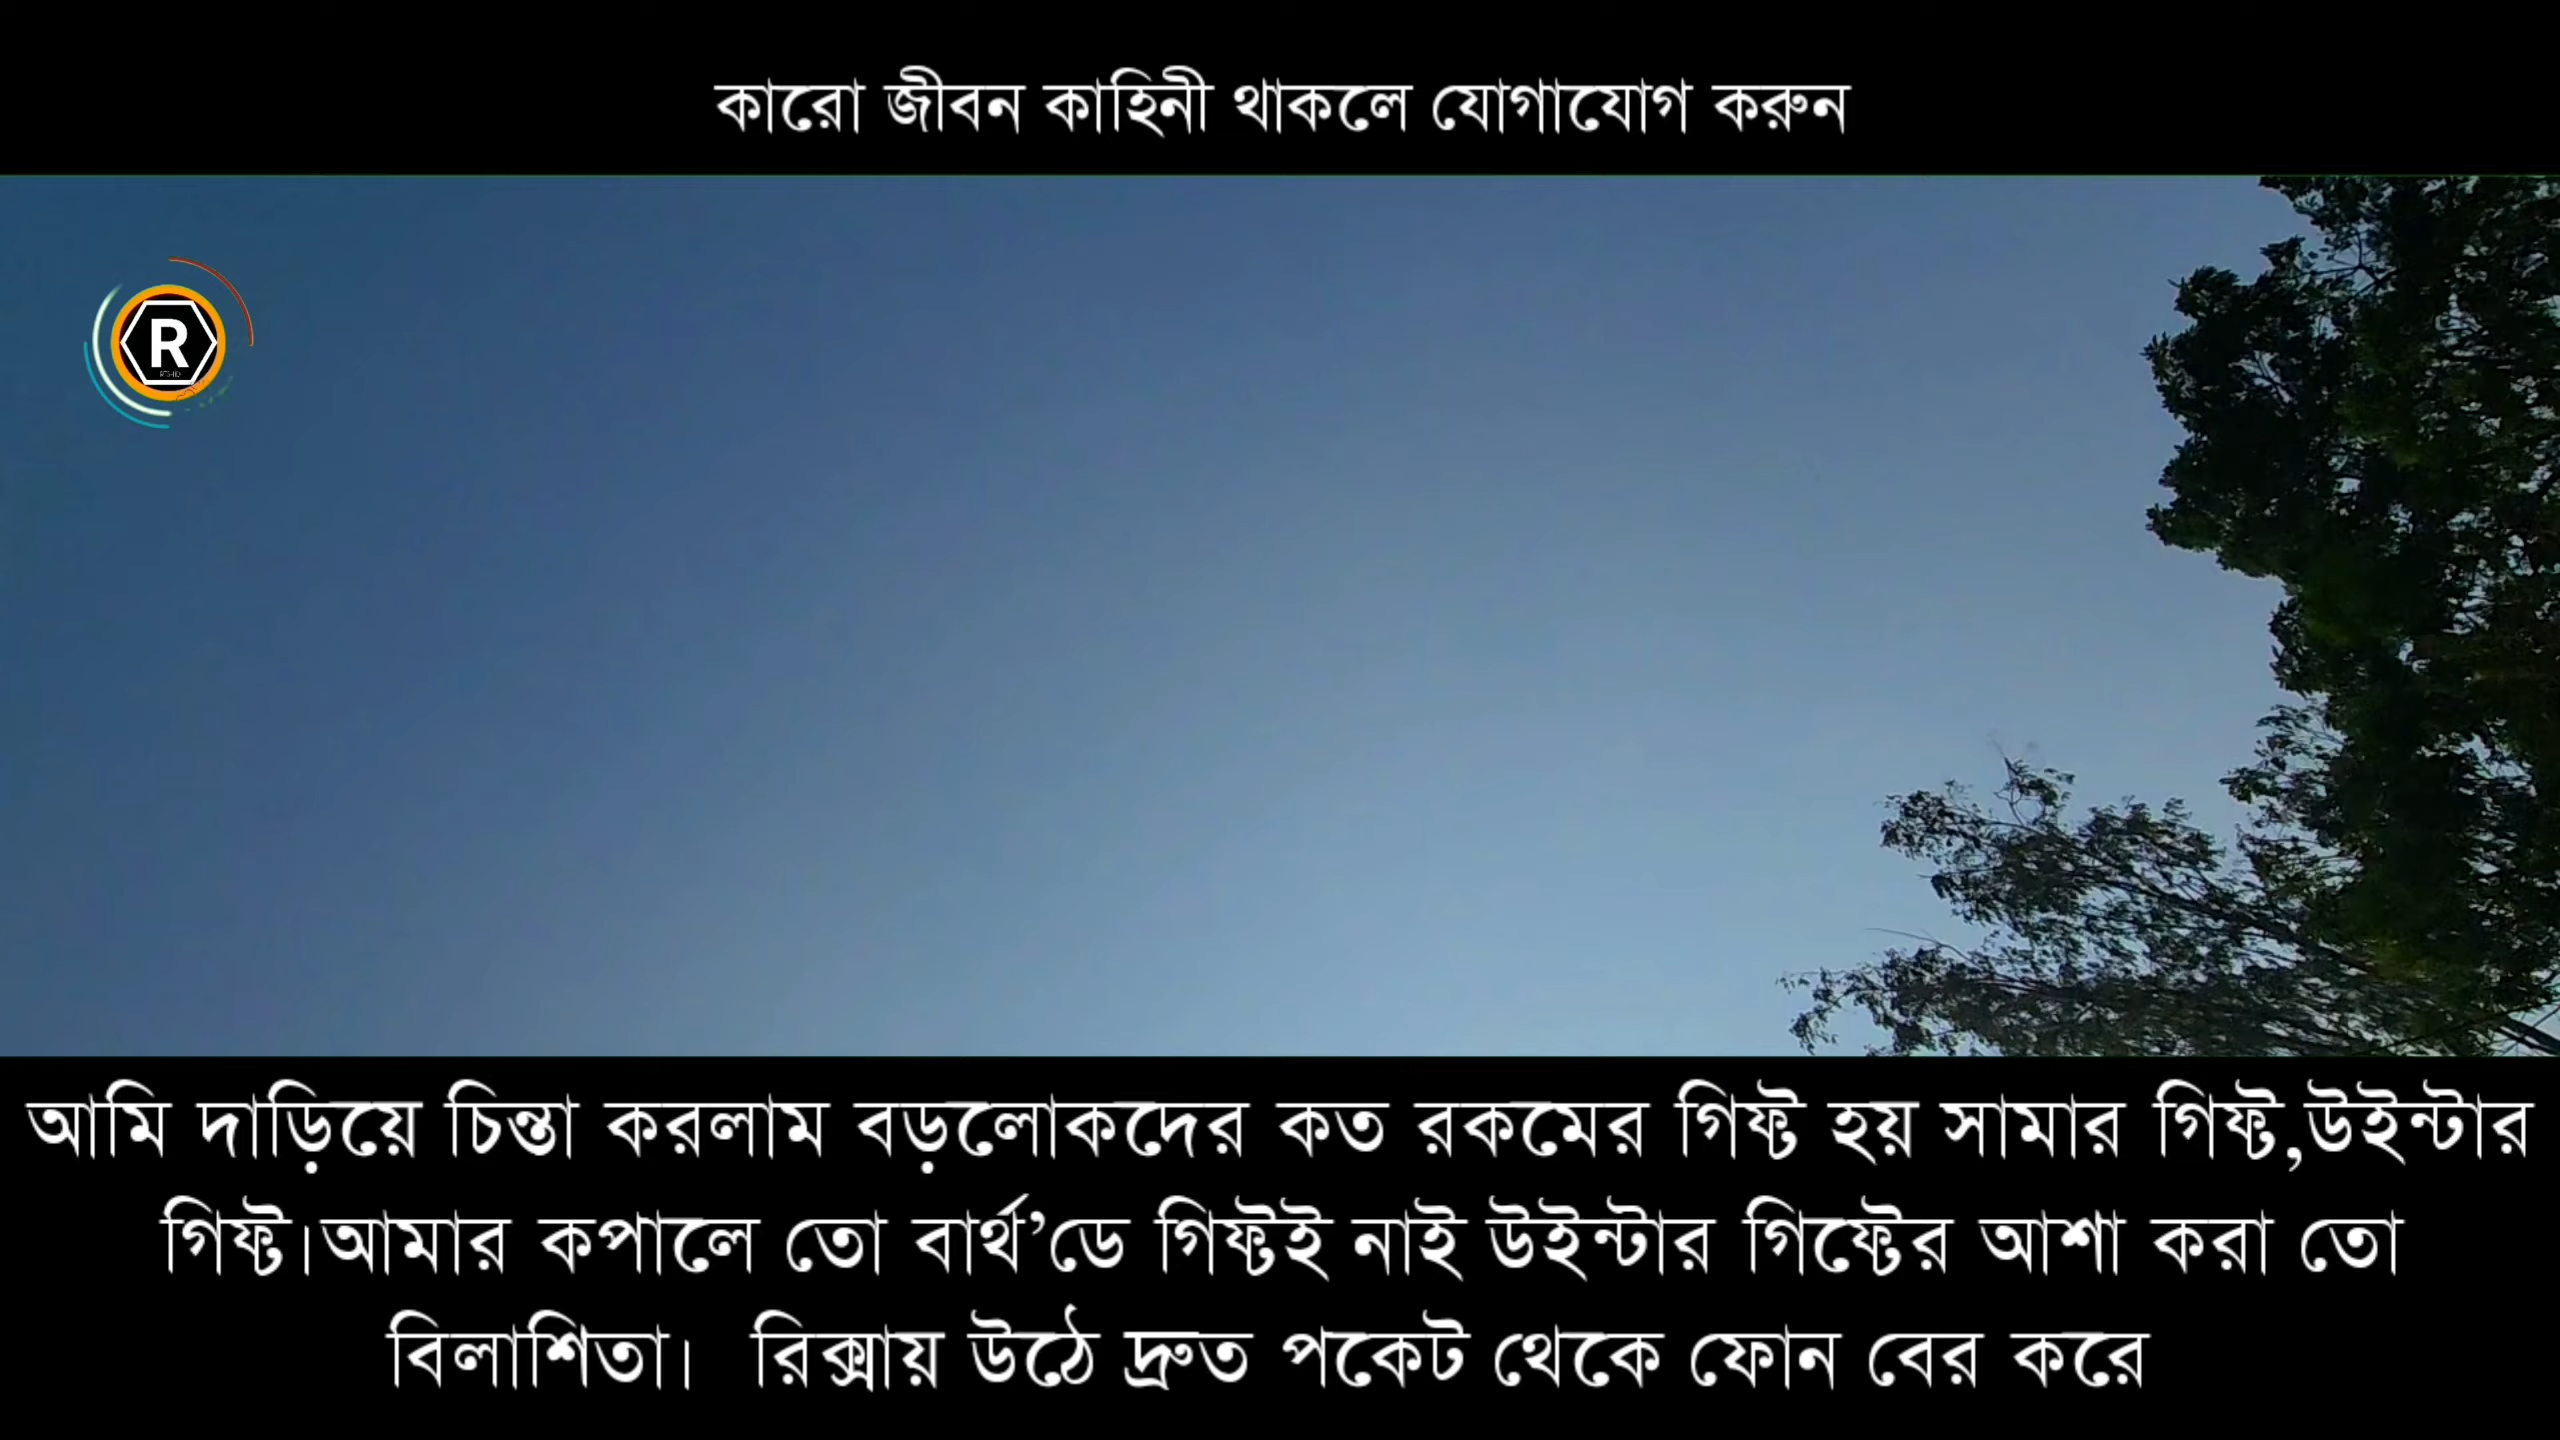 কারো জীবন কাহিনী থাকলে যোগাযোগ করুন
R
আমি দাড়িয়ে চিন্তা করলাম বড়লোকদের কত রকমের গিফ্ট হয় সামার গিফ্ট,উইন্টার
গিফ্ট।আমার কপালে তো বার্থ’ডে গিফ্টই নাই উইন্টার গিফ্টের আশা করা তো
বিলাশিতা। রিক্সায় উঠে দ্রুত পকেট থেকে ফোন বের করে